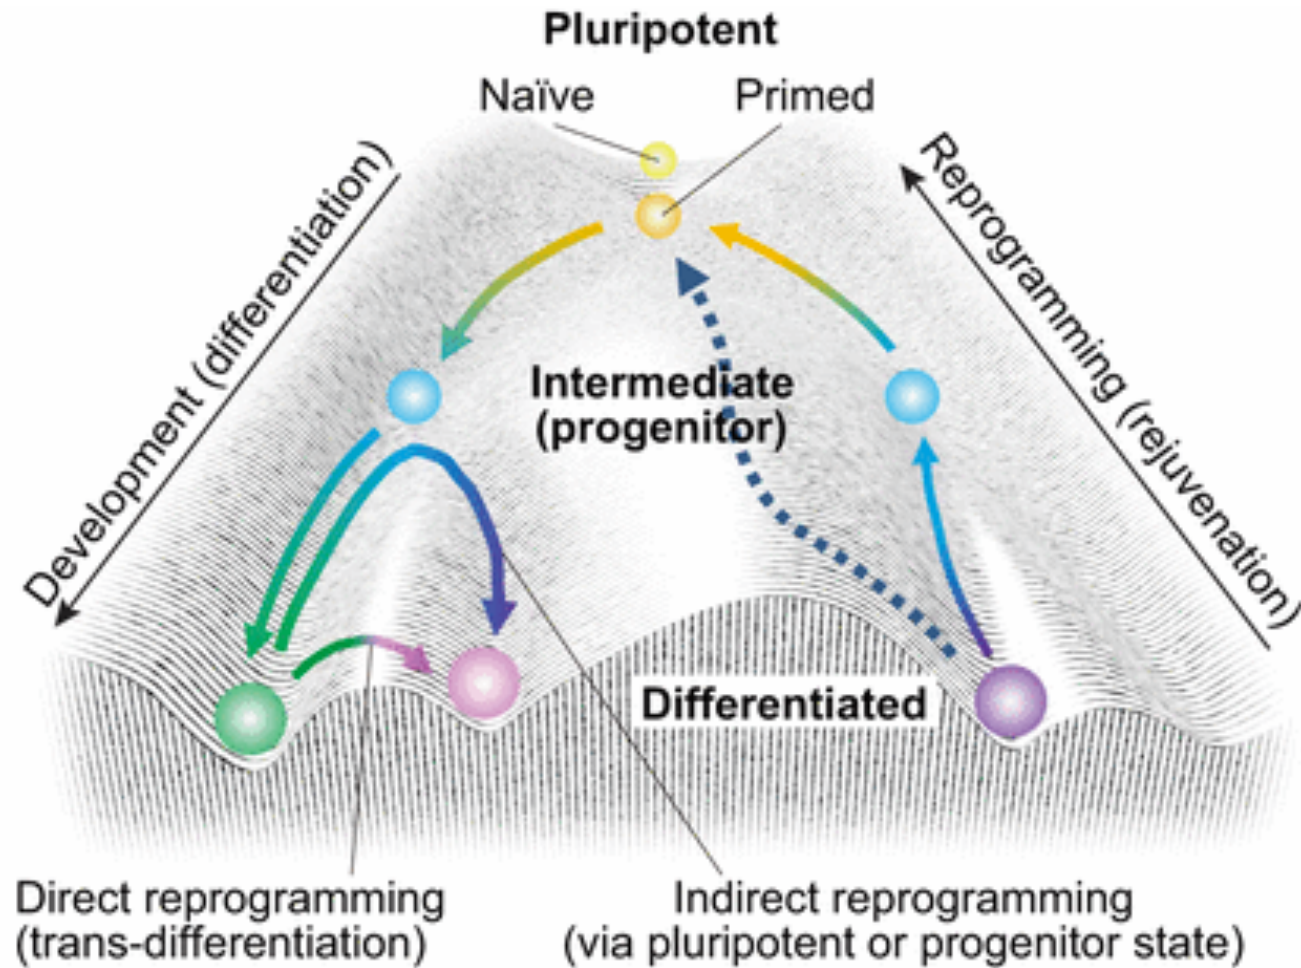 Pluripotent
Naïve
Primed
Development (differentiation)
Reprogramming (rejuvenation)
Intermediate
(progenitor)
Differentiated
Direct reprogramming
(trans-differentiation)
Indirect reprogramming
(via pluripotent or progenitor state)